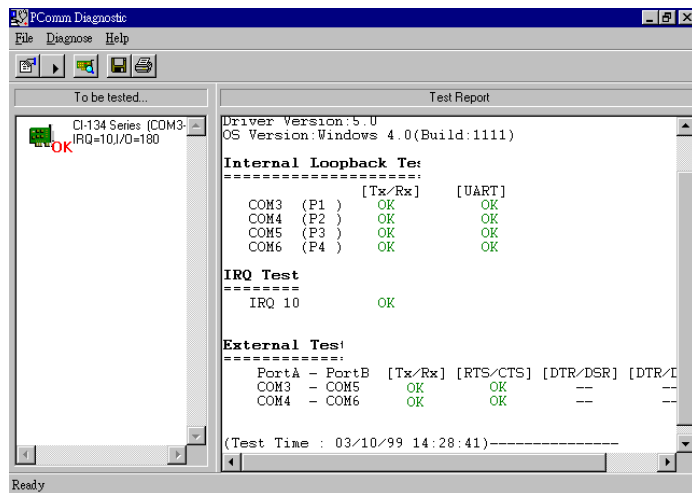 PComm Diagnostic
File Diagnose Help
To be tested...
Test Report
CI-134 Series (COM3-
IRQ=10,I/O=180
OK
Driver Version:5.0
OS Version:Windows 4.0(Build:1111)
Internal Loopback Te
====================
[Tx/Rx] [UART]
COM3 (P1 ) OK OK
COM4 (P2 ) OK OK
COM5 (P3 ) OK OK
COM6 (P4 ) OK OK
IRQ Test
========
IRQ 10 OK
External Tes
============
PortA - PortB [Tx/Rx] [RTS/CTS] [DTR/DSR] [DTR/
COM3 - COM5 OK OK -- --
COM4 - COM6 OK OK -- --
(Test Time : 03/10/99 14:28:41)---------------
Ready